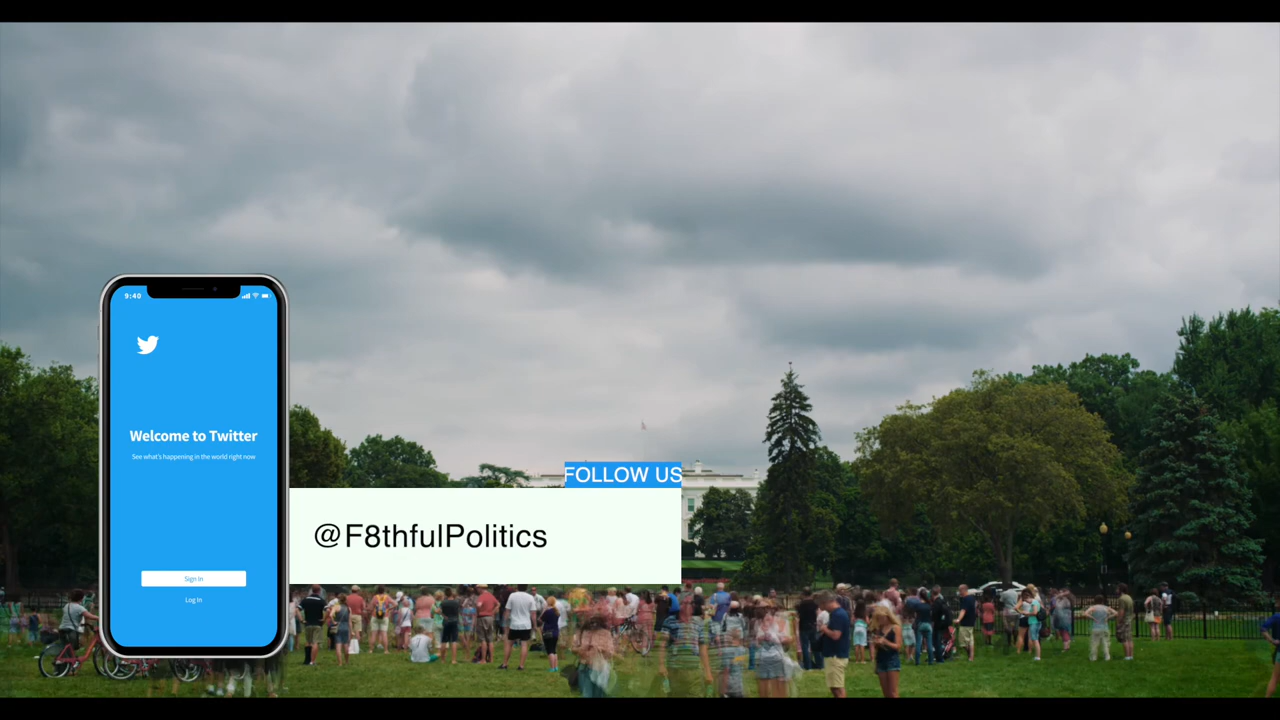 9:40
Welcome to Twitter
See what's happening in the world right now
Sign In
Log In
FOLLOW US
@F8thfulPolitics